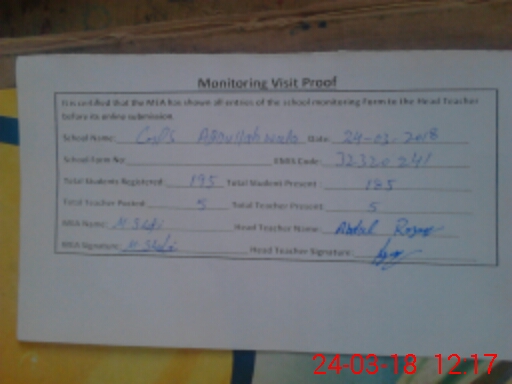 Monitoring Visit Proof
It is certified that the MEA has shown all entries of the school monitoring Form to the Head Teacher
before its online submission.
School Name: GPS Abdullah wala Date: 24-03-2018
School Form No EMIS Code: 32320241
Total Students Registered: 195 Total Student Present: 185
Total Teacher Posted: 5 Total Teacher Present: 5
MEA Name: M Head Teacher Name: Abdul
MEA Signature: Head Teacher Signature:
24-03-18 12:17